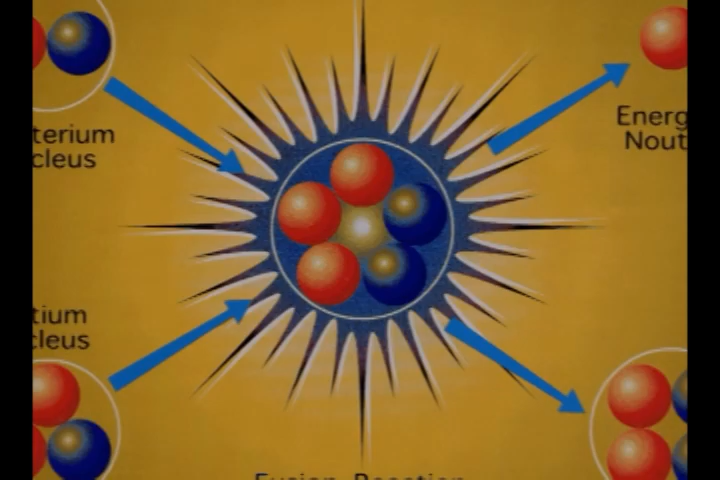 terium
cleus
Energ
Nout
tium
cleus
Fusion Reaction